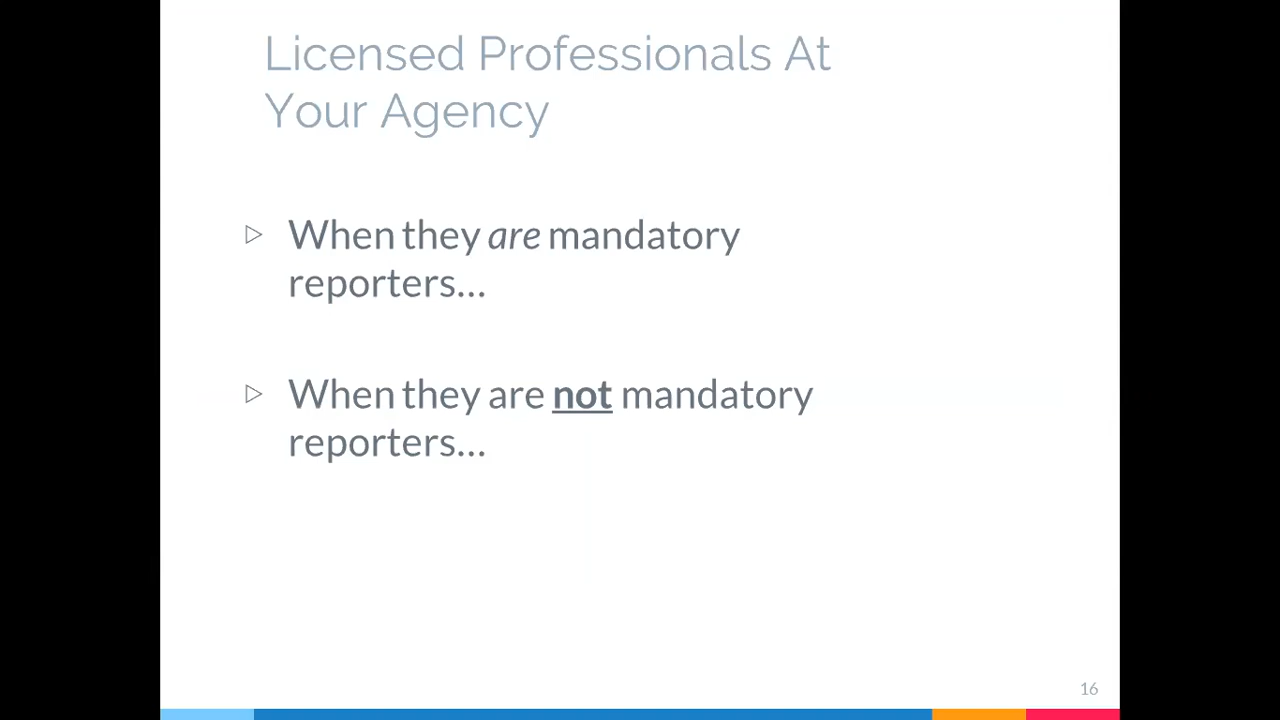 Licensed Professionals At
Your Agency
▷ When they are mandatory
reporters...
▷ When they are not mandatory
reporters...
16